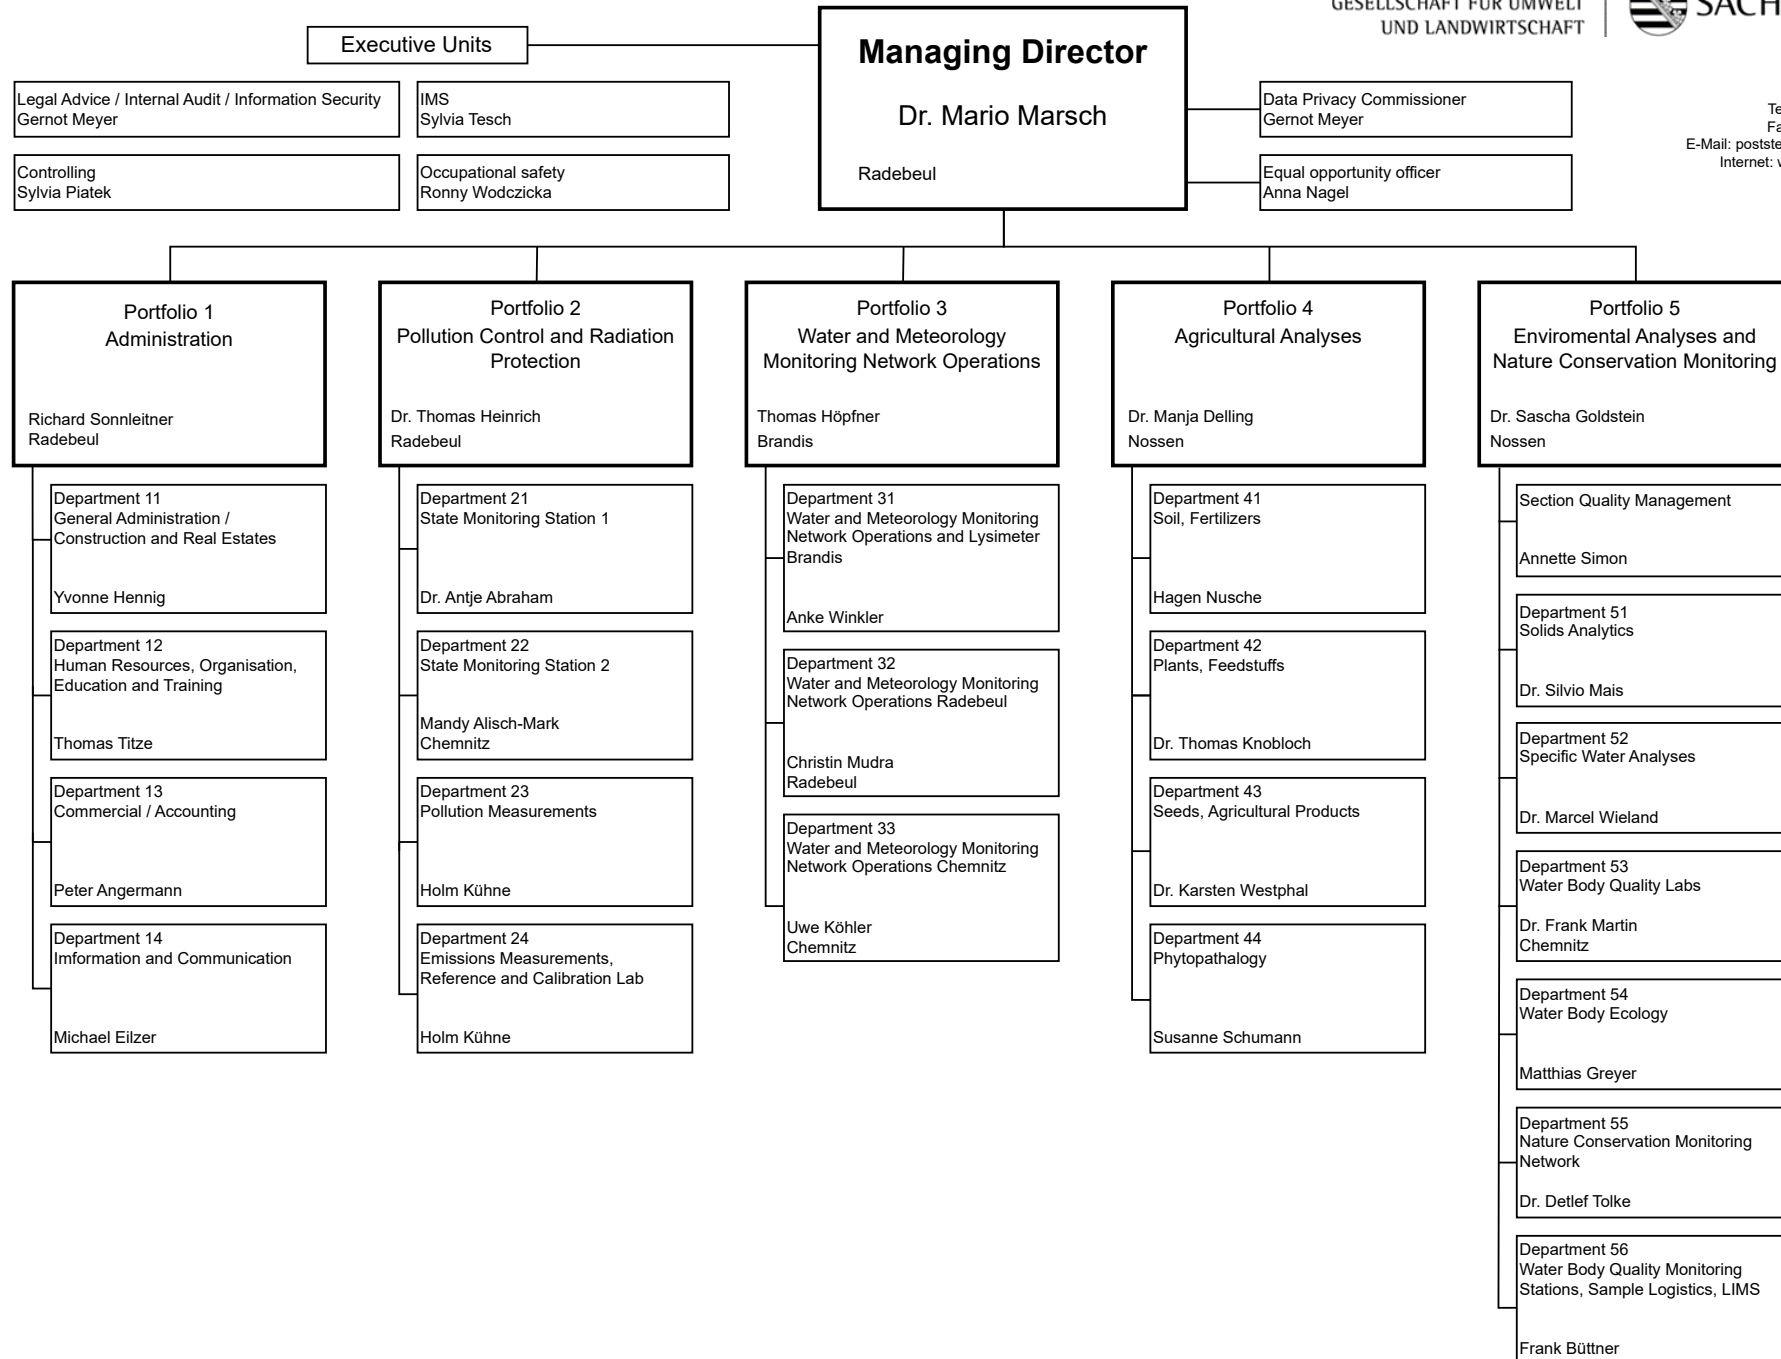 GESELLSCHAFT FÜR UMWELT
UND LANDWIRTSCHAFT
Executive Units
Managing Director
Dr. Mario Marsch
Radebeul
Legal Advice / Internal Audit / Information Security
Gernot Meyer
IMS
Sylvia Tesch
Controlling
Sylvia Piatek
Occupational safety
Ronny Wodczicka
Data Privacy Commissioner
Gernot Meyer
Equal opportunity officer
Anna Nagel
E-Mail:
Internet:
Portfolio 1
Administration
Richard Sonnleitner
Radebeul
Department 11
General Administration /
Construction and Real Estates
Yvonne Hennig
Department 12
Human Resources, Organisation,
Education and Training
Thomas Titze
Department 13
Commercial / Accounting
Peter Angermann
Department 14
Imformation and Communication
Michael Eilzer
Portfolio 2
Pollution Control and Radiation
Protection
Dr. Thomas Heinrich
Radebeul
Department 21
State Monitoring Station 1
Dr. Antje Abraham
Department 22
State Monitoring Station 2
Mandy Alisch-Mark
Chemnitz
Department 23
Pollution Measurements
Holm Kühne
Department 24
Emissions Measurements,
Reference and Calibration Lab
Holm Kühne
Portfolio 3
Water and Meteorology
Monitoring Network Operations
Thomas Höpfner
Brandis
Department 31
Water and Meteorology Monitoring
Network Operations and Lysimeter
Brandis
Anke Winkler
Department 32
Water and Meteorology Monitoring
Network Operations Radebeul
Christin Mudra
Radebeul
Department 33
Water and Meteorology Monitoring
Network Operations Chemnitz
Uwe Köhler
Chemnitz
Portfolio 4
Agricultural Analyses
Dr. Manja Delling
Nossen
Department 41
Soil, Fertilizers
Hagen Nusche
Department 42
Plants, Feedstuffs
Dr. Thomas Knobloch
Department 43
Seeds, Agricultural Products
Dr. Karsten Westphal
Department 44
Phytopathalogy
Susanne Schumann
Portfolio 5
Enviromental Analyses and
Nature Conservation Monitoring
Dr. Sascha Goldstein
Nossen
Section Quality Management
Annette Simon
Department 51
Solids Analytics
Dr. Silvio Mais
Department 52
Specific Water Analyses
Dr. Marcel Wieland
Department 53
Water Body Quality Labs
Dr. Frank Martin
Chemnitz
Department 54
Water Body Ecology
Matthias Greyer
Department 55
Nature Conservation Monitoring
Network
Dr. Detlef Tolke
Department 56
Water Body Quality Monitoring
Stations, Sample Logistics, LIMS
Frank Büttner